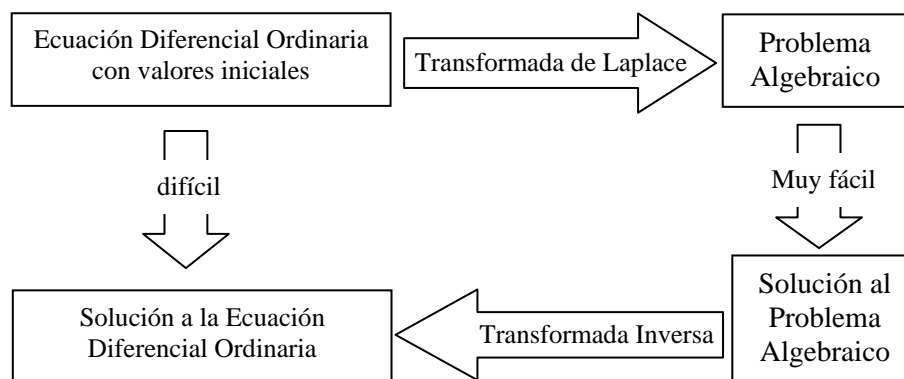 Ecuación Diferencial Ordinaria
con valores iniciales
Transformada de Laplace
Problema
Algebraico
difícil
Muy fácil
Solución a la Ecuación
Diferencial Ordinaria
Transformada Inversa
Solución al
Problema
Algebraico